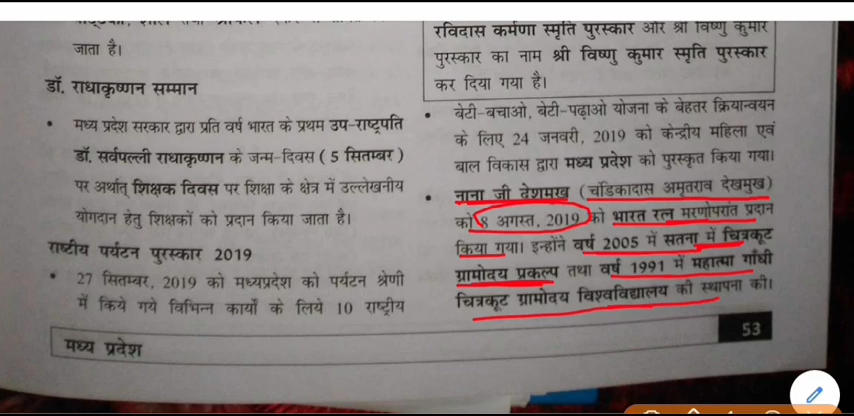 जाता है।
डॉ. राधाकृष्णन सम्मान
• मध्य प्रदेश सरकार द्वारा प्रति वर्ष भारत के प्रथम उप-राष्ट्रपति
डॉ. सर्वपल्ली राधाकृष्णन के जन्म-दिवस ( 5 सितम्बर )
पर अर्थात् शिक्षक दिवस पर शिक्षा के क्षेत्र में उल्लेखनीय
योगदान हेतु शिक्षकों को प्रदान किया जाता है।
राष्ट्रीय पर्यटन पुरस्कार 2019
• 27 सितम्बर, 2019 को मध्यप्रदेश को पर्यटन श्रेणी
में किये गये विभिन्न कार्यों के लिये 10 राष्ट्रीय
रविदास कर्मणा स्मृति पुरस्कार और श्री विष्णु कुमार
पुरस्कार का नाम श्री विष्णु कुमार स्मृति पुरस्कार
कर दिया गया है।
• बेटी-बचाओ, बेटी-पढ़ाओ योजना के बेहतर क्रियान्वयन
के लिए 24 जनवरी, 2019 को केन्द्रीय महिला एवं
बाल विकास द्वारा मध्य प्रदेश को पुरस्कृत किया गया।
• नाना जी देशमुख (चंडिकादास अमृतराव देखमुख)
को 8 अगस्त, 2019 को भारत रत्न मरणोपरांत प्रदान
किया गया। इन्होंने वर्ष 2005 में सतना में चित्रकूट
ग्रामोदय प्रकल्प तथा वर्ष 1991 में महात्मा गाँधी
चित्रकूट ग्रामोदय विश्वविद्यालय की स्थापना की।
53
मध्य प्रदेश